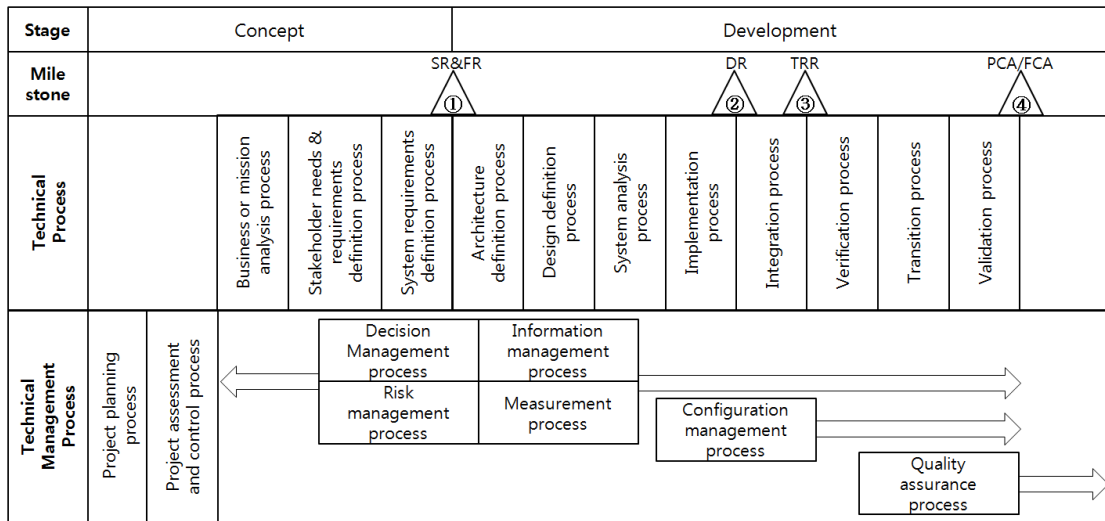 Stage
Concept
Development
Mile
stone
SR&FR
①
DR
②
TRR
③
PCA/FCA
④
Technical
Process
Business or mission
analysis process
Stakeholder needs &
requirements
definition process
System requirements
definition process
Architecture
definition process
Design definition
process
System analysis
process
Implementation
process
Integration process
Verification process
Transition process
Validation process
Technical
Management
Process
Project planning
process
Project assessment
and control process
Decision
Management
process
Information
management
process
Risk
management
process
Measurement
process
Configuration
management
process
Quality
assurance
process